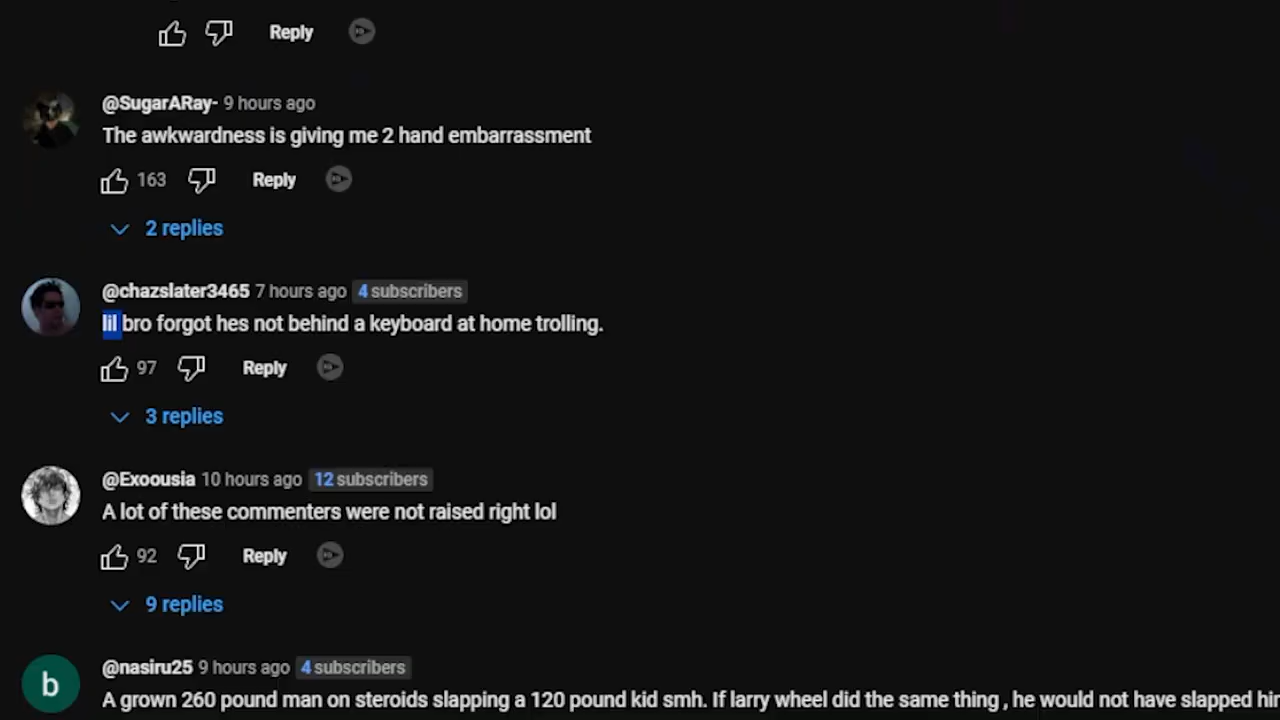 Reply
@SugarARay- 9 hours ago
The awkwardness is giving me 2 hand embarrassment
163 Reply
2 replies
@chazslater3465 7 hours ago 4 subscribers
lil bro forgot hes not behind a keyboard at home trolling.
97 Reply
3 replies
@Exoousia 10 hours ago 12 subscribers
A lot of these commenters were not raised right lol
92 Reply
9 replies
@nasiru25 9 hours ago 4 subscribers
b
A grown 260 pound man on steroids slapping a 120 pound kid smh. If larry wheel did the same thing , he would not have slapped